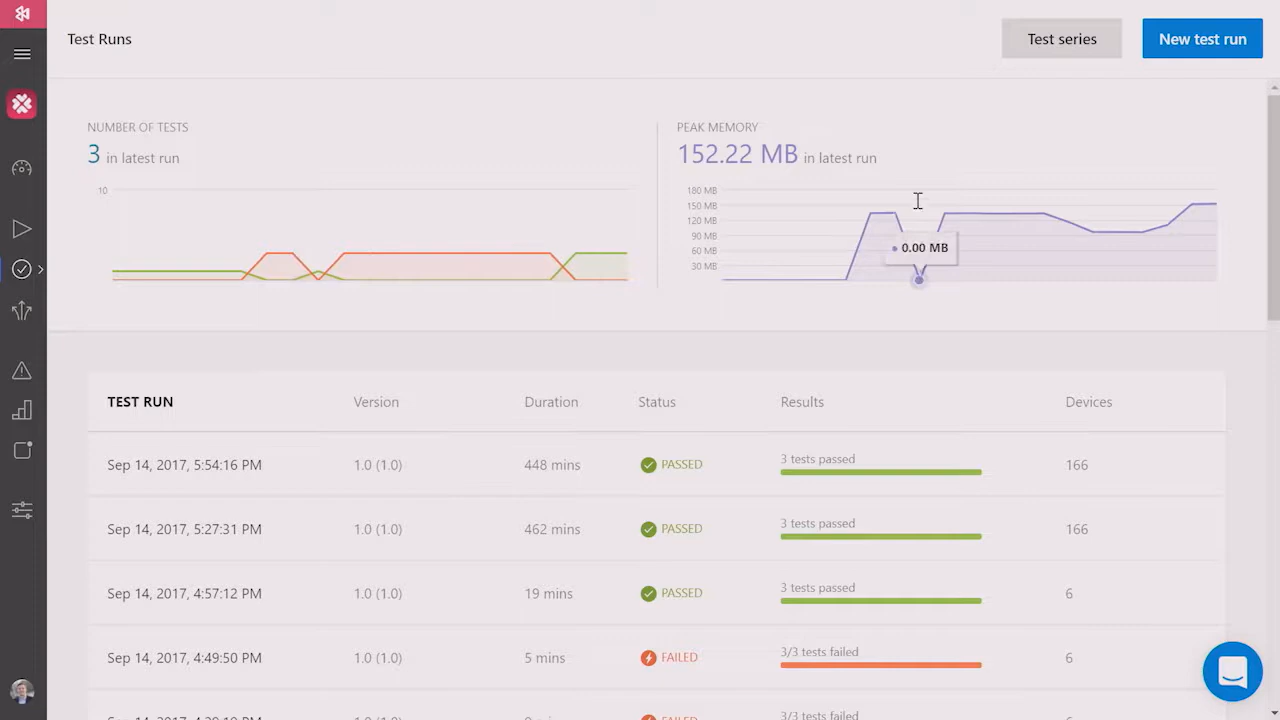 Test Runs
Test series
New test run
NUMBER OF TESTS
3 in latest run
10
PEAK MEMORY
152.22 MB in latest run
180 MB
150 MB
120 MB
90 MB
60 MB
30 MB
0.00 MB
TEST RUN Version Duration Status Results Devices
Sep 14, 2017, 5:54:16 PM 1.0 (1.0) 448 mins PASSED 3 tests passed 166
Sep 14, 2017, 5:27:31 PM 1.0 (1.0) 462 mins PASSED 3 tests passed 166
Sep 14, 2017, 4:57:12 PM 1.0 (1.0) 19 mins PASSED 3 tests passed 6
Sep 14, 2017, 4:49:50 PM 1.0 (1.0) 5 mins FAILED 3/3 tests failed 6
3/3 tests failed